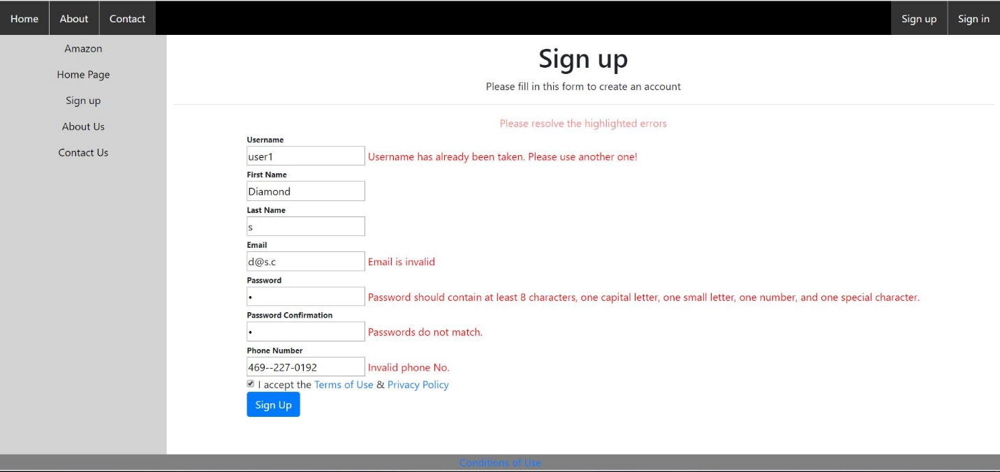 Home About Contact Sign up Sign in
Amazon
Home Page
Sign up
About Us
Contact Us
Sign up
Please fill in this form to create an account
Please resolve the highlighted errors
Username
user1 Username has already been taken. Please use another one!
First Name
Diamond
Last Name
s
Email
d@s.c Email is invalid
Password
• Password should contain at least 8 characters, one capital letter, one small letter, one number, and one special character.
Password Confirmation
• Passwords do not match.
Phone Number
469--227-0192 Invalid phone No.
I accept the Terms of Use & Privacy Policy
Sign Up
Conditions of Use